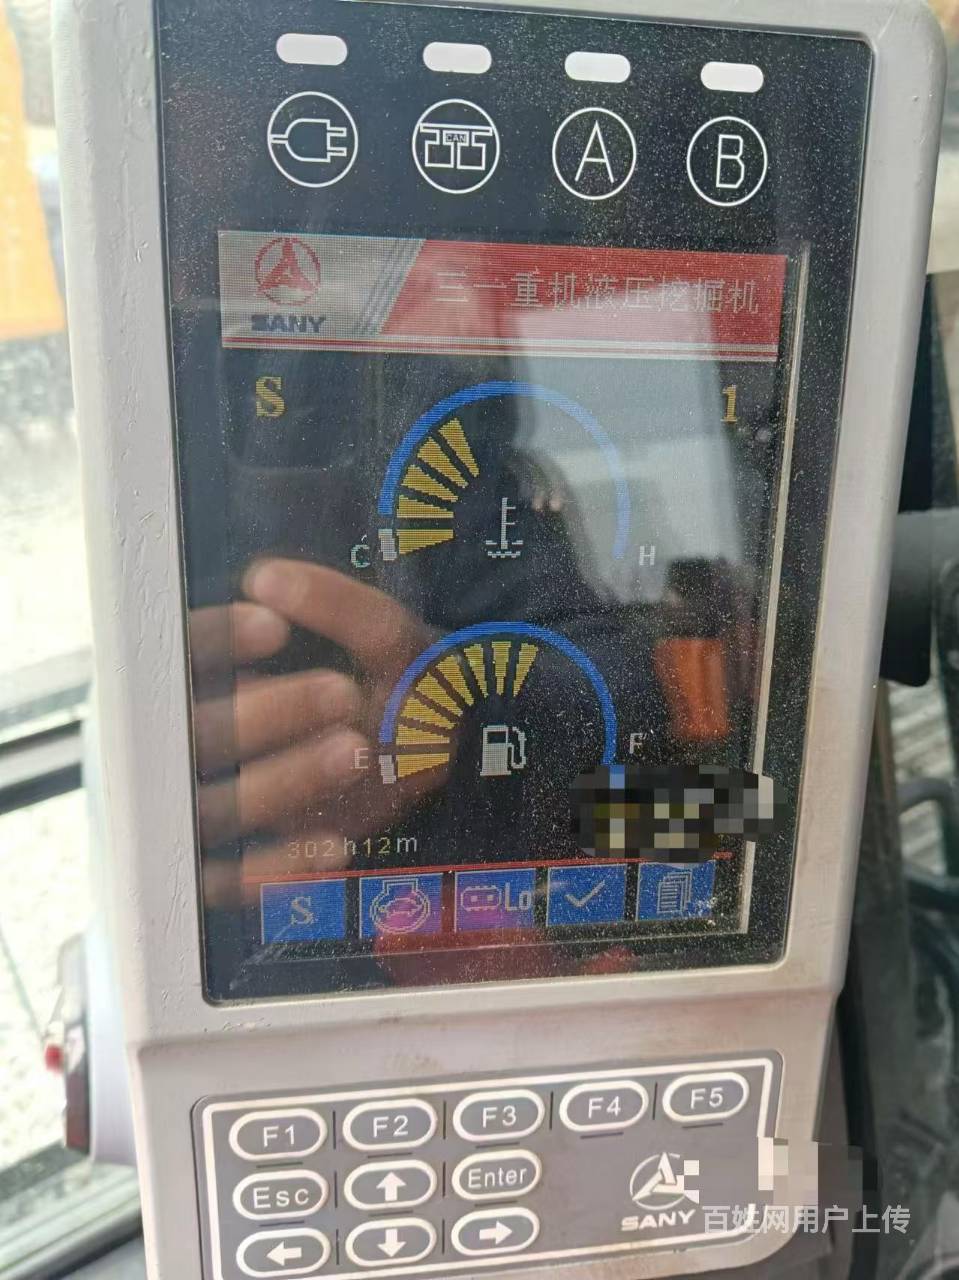 CAN
A B
三一重机液压挖掘机
SANY
S 1
C H
E F
302h12m
S Lo
F1 F2 F3 F4 F5
Esc Enter
SANY
百姓网用户上传